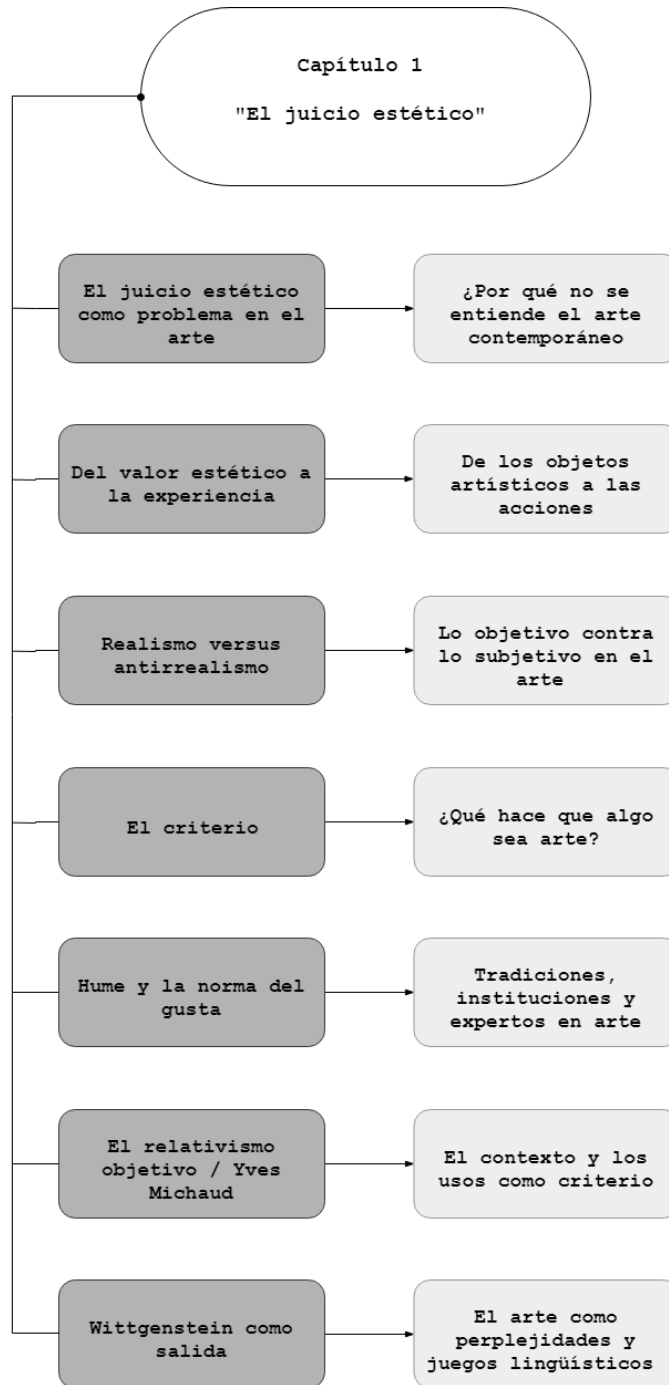 Capítulo 1
"El juicio estético"
El juicio estético
como problema en el
arte
¿Por qué no se
entiende el arte
contemporáneo
Del valor estético a
la experiencia
De los objetos
artísticos a las
acciones
Realismo versus
antirrealismo
Lo objetivo contra
lo subjetivo en el
arte
El criterio
¿Qué hace que algo
sea arte?
Hume y la norma del
gusta
Tradiciones,
instituciones y
expertos en arte
El relativismo
objetivo / Yves
Michaud
El contexto y los
usos como criterio
Wittgenstein como
salida
El arte como
perplejidades y
juegos lingüísticos